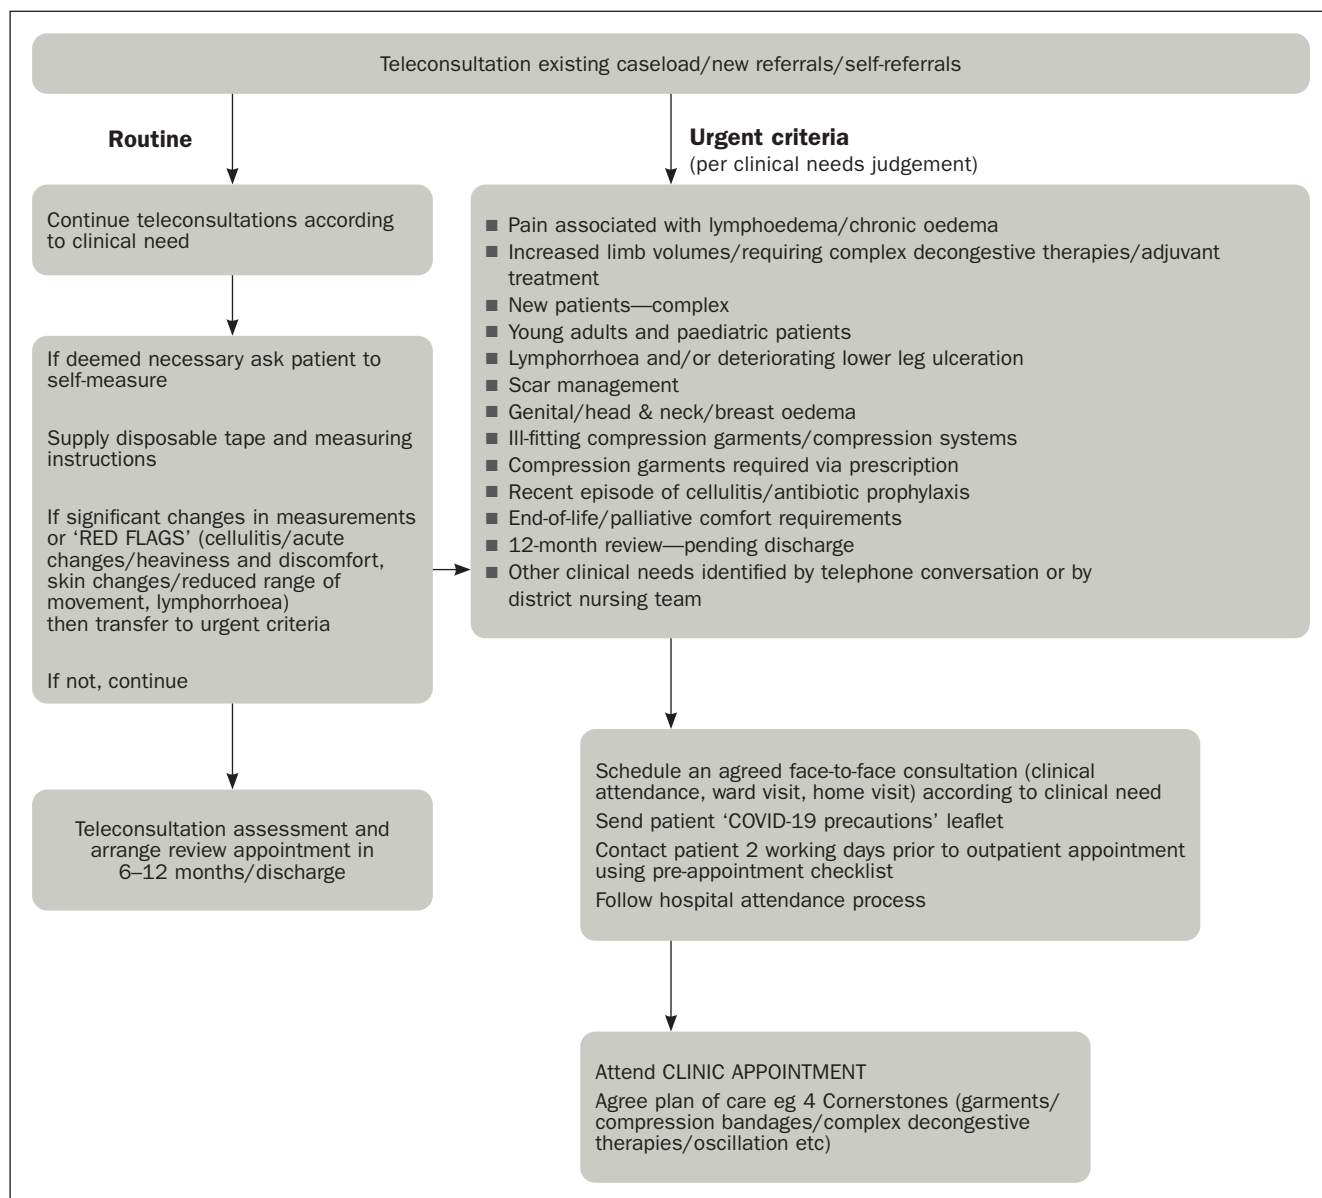 Teleconsultation existing caseload/new referrals/self-referrals
Routine
Urgent criteria
(per clinical needs judgement)
Continue teleconsultations according
to clinical need
If deemed necessary ask patient to
self-measure
Supply disposable tape and measuring
instructions
If significant changes in measurements
or ‘RED FLAGS’ (cellulitis/acute
changes/heaviness and discomfort,
skin changes/reduced range of
movement, lymphorrhoea)
then transfer to urgent criteria
If not, continue
Teleconsultation assessment and
arrange review appointment in
6–12 months/discharge
■ Pain associated with lymphoedema/chronic oedema
■ Increased limb volumes/requiring complex decongestive therapies/adjuvant
treatment
■ New patients—complex
■ Young adults and paediatric patients
■ Lymphorrhoea and/or deteriorating lower leg ulceration
■ Scar management
■ Genital/head & neck/breast oedema
■ Ill-fitting compression garments/compression systems
■ Compression garments required via prescription
■ Recent episode of cellulitis/antibiotic prophylaxis
■ End-of-life/palliative comfort requirements
■ 12-month review—pending discharge
■ Other clinical needs identified by telephone conversation or by
district nursing team
Schedule an agreed face-to-face consultation (clinical
attendance, ward visit, home visit) according to clinical need
Send patient ‘COVID-19 precautions’ leaflet
Contact patient 2 working days prior to outpatient appointment
using pre-appointment checklist
Follow hospital attendance process
Attend CLINIC APPOINTMENT
Agree plan of care eg 4 Cornerstones (garments/
compression bandages/complex decongestive
therapies/oscillation etc)